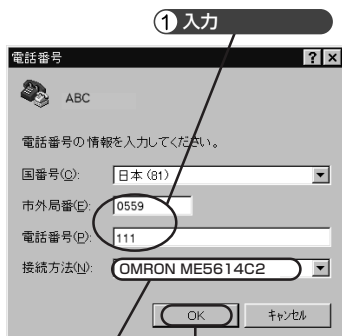 ① 入力
電話番号
ABC
電話番号の情報を入力してください。
国番号(C): 日本 (81)
市外局番(E): 0559
電話番号(P): 111
接続方法(N): OMRON ME5614C2
OK キャンセル